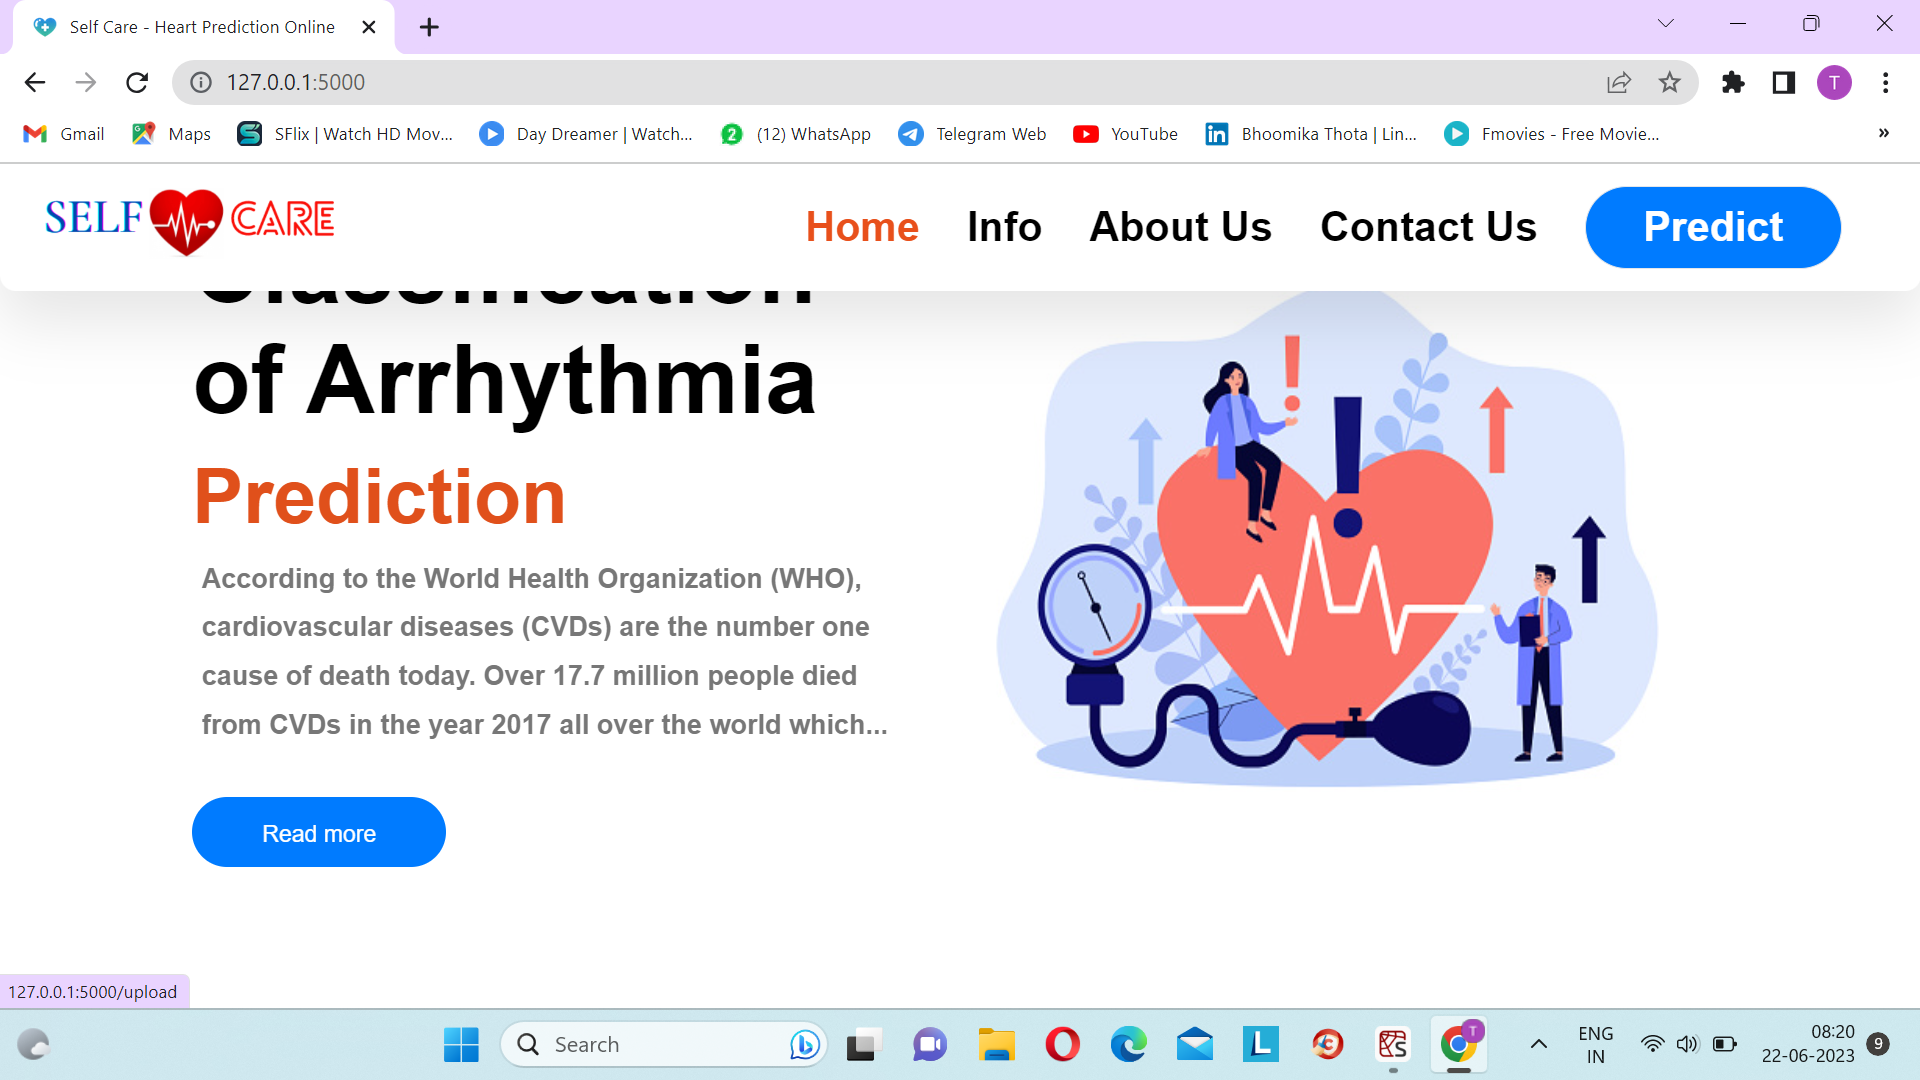 Self Care - Heart Prediction Online
127.0.0.1:5000
T
Gmail
Maps
SFlix | Watch HD Mov...
Day Dreamer | Watch...
2
(12) WhatsApp
Telegram Web
YouTube
in
Bhoomika Thota | Lin...
Fmovies - Free Movie...
»
SELF CARE
Home
Info
About Us
Contact Us
Predict
Classification
of Arrhythmia
Prediction
According to the World Health Organization (WHO),
cardiovascular diseases (CVDs) are the number one
cause of death today. Over 17.7 million people died
from CVDs in the year 2017 all over the world which...
Read more
127.0.0.1:5000/upload
Search
L
T
ENG
IN
08:20
22-06-2023
9